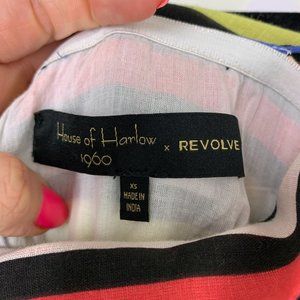 House of Harlow
1960
x REVOLVE
XS
MADE IN
INDIA